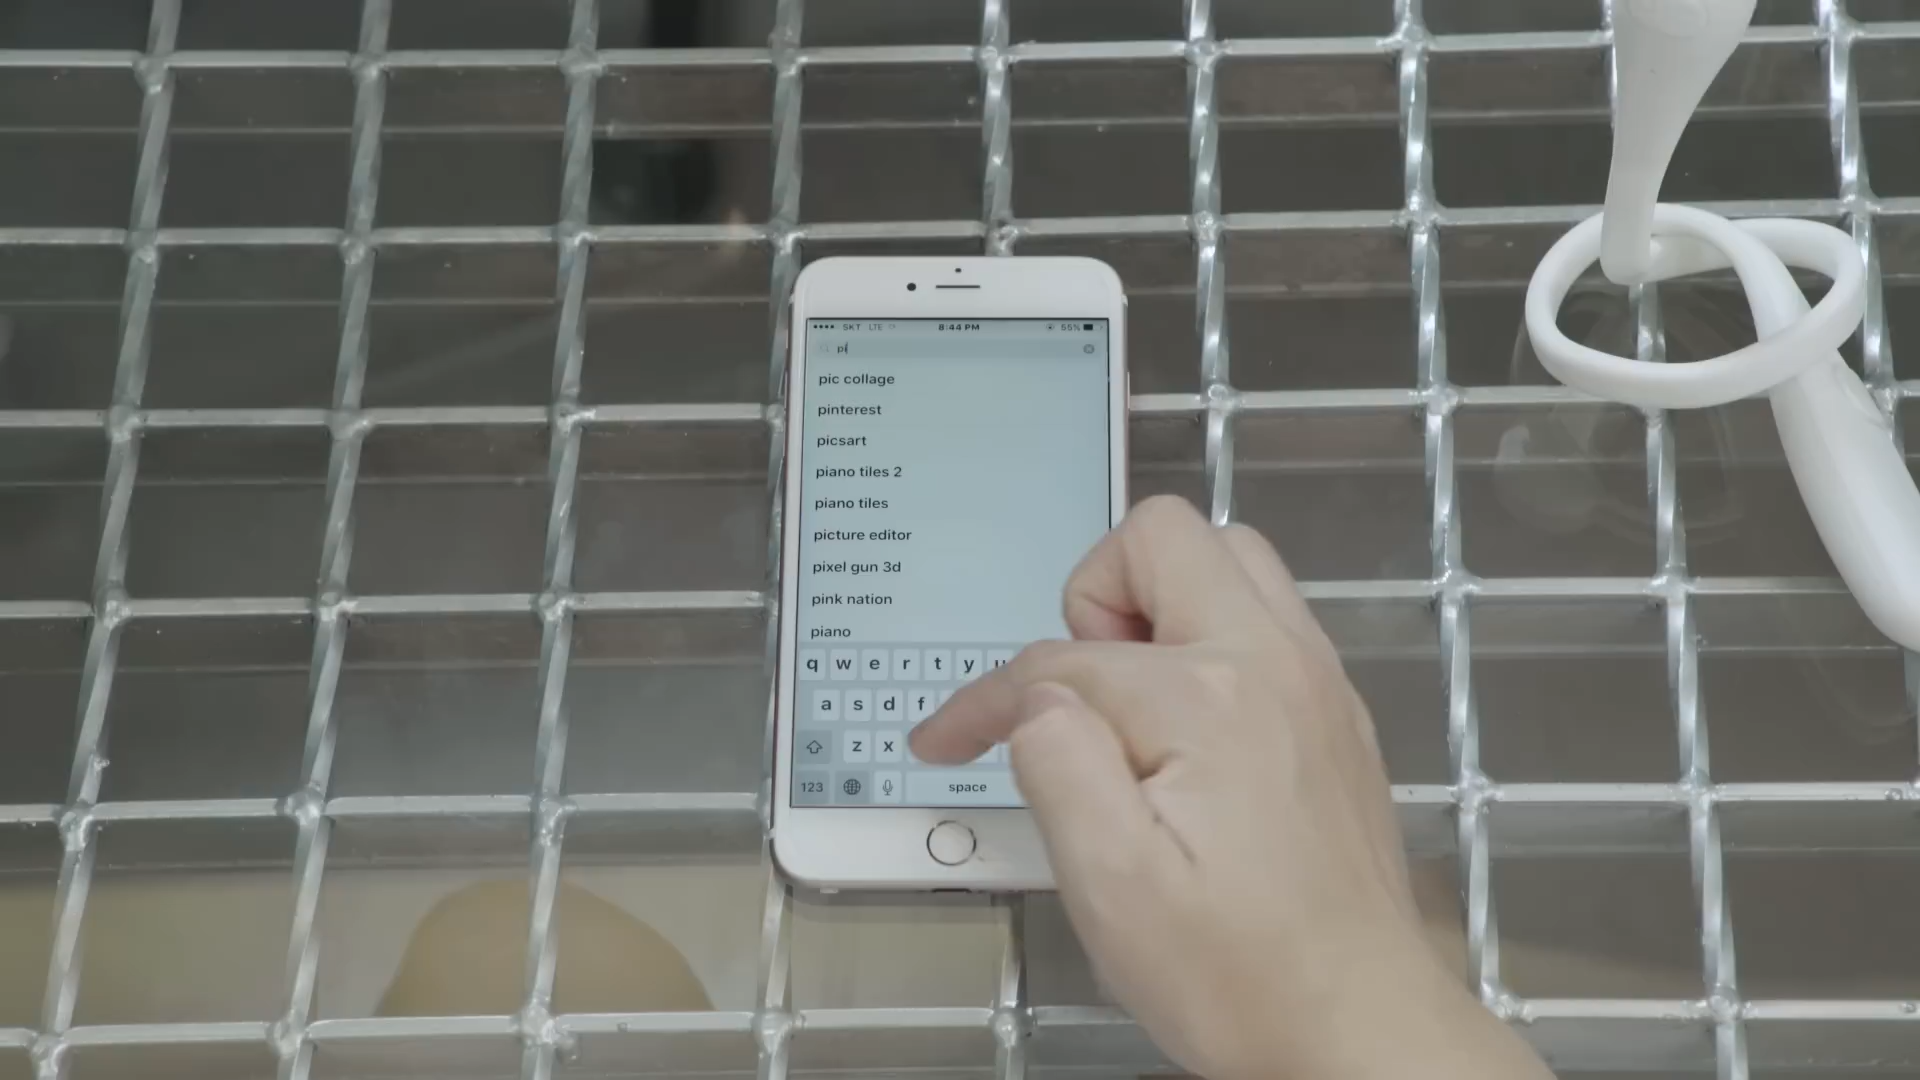 SKT LTE 8:44 PM 55%
pi
pic collage
pinterest
picsart
piano tiles 2
piano tiles
picture editor
pixel gun 3d
pink nation
piano
q w e r t y u
a s d f
z x
123 space